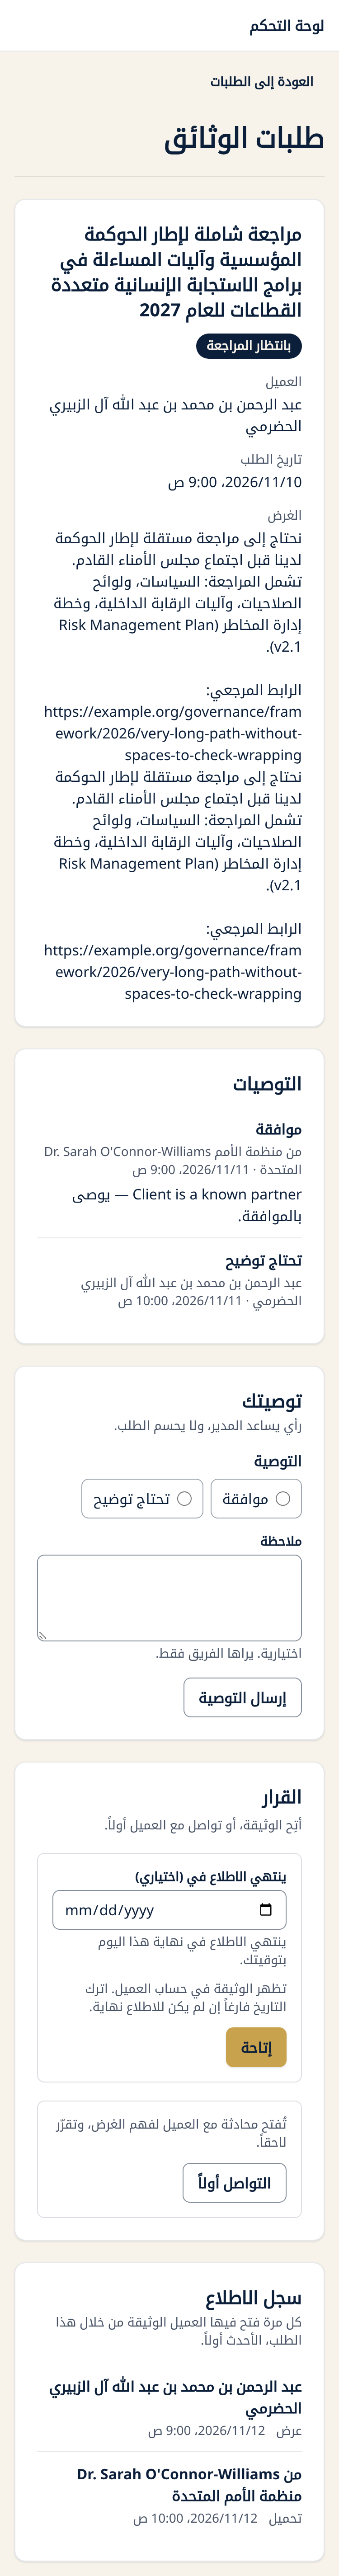 لوحة التحكم
العودة إلى الطلبات
طلبات الوثائق
مراجعة شاملة لإطار الحوكمة
المؤسسية وآليات المساءلة في
برامج الاستجابة الإنسانية متعددة
القطاعات للعام 2027
بانتظار المراجعة
العميل
عبد الرحمن بن محمد بن عبد الله آل الزبيري
الحضرمي
تاريخ الطلب
2026/11/10، 9:00 ص
الغرض
نحتاج إلى مراجعة مستقلة لإطار الحوكمة
لدينا قبل اجتماع مجلس الأمناء القادم.
تشمل المراجعة: السياسات، ولوائح
الصلاحيات، وآليات الرقابة الداخلية، وخطة
إدارة المخاطر (Risk Management Plan
v2.1).
الرابط المرجعي:
https://example.org/governance/fram
ework/2026/very-long-path-without-
spaces-to-check-wrapping
نحتاج إلى مراجعة مستقلة لإطار الحوكمة
لدينا قبل اجتماع مجلس الأمناء القادم.
تشمل المراجعة: السياسات، ولوائح
الصلاحيات، وآليات الرقابة الداخلية، وخطة
إدارة المخاطر (Risk Management Plan
v2.1).
الرابط المرجعي:
https://example.org/governance/fram
ework/2026/very-long-path-without-
spaces-to-check-wrapping
التوصيات
موافقة
Dr. Sarah O'Connor-Williams من منظمة الأمم
المتحدة · 2026/11/11، 9:00 ص
Client is a known partner — يوصى
بالموافقة.
تحتاج توضيح
عبد الرحمن بن محمد بن عبد الله آل الزبيري
الحضرمي · 2026/11/11، 10:00 ص
توصيتك
رأي يساعد المدير، ولا يحسم الطلب.
التوصية
موافقة
تحتاج توضيح
ملاحظة
اختيارية. يراها الفريق فقط.
إرسال التوصية
القرار
أتِح الوثيقة، أو تواصل مع العميل أولاً.
ينتهي الاطلاع في (اختياري)
mm/dd/yyyy
ينتهي الاطلاع في نهاية هذا اليوم
بتوقيتك.
تظهر الوثيقة في حساب العميل. اترك
التاريخ فارغاً إن لم يكن للاطلاع نهاية.
إتاحة
تُفتح محادثة مع العميل لفهم الغرض، وتقرّر
لاحقاً.
التواصل أولاً
سجل الاطلاع
كل مرة فتح فيها العميل الوثيقة من خلال هذا
الطلب، الأحدث أولاً.
عبد الرحمن بن محمد بن عبد الله آل الزبيري
الحضرمي
عرض 2026/11/12، 9:00 ص
Dr. Sarah O'Connor-Williams من
منظمة الأمم المتحدة
تحميل 2026/11/12، 10:00 ص